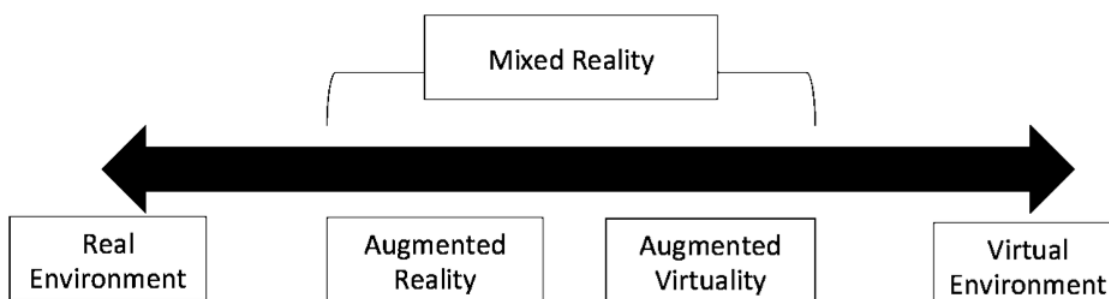 Mixed Reality
Real
Environment
Augmented
Reality
Augmented
Virtuality
Virtual
Environment